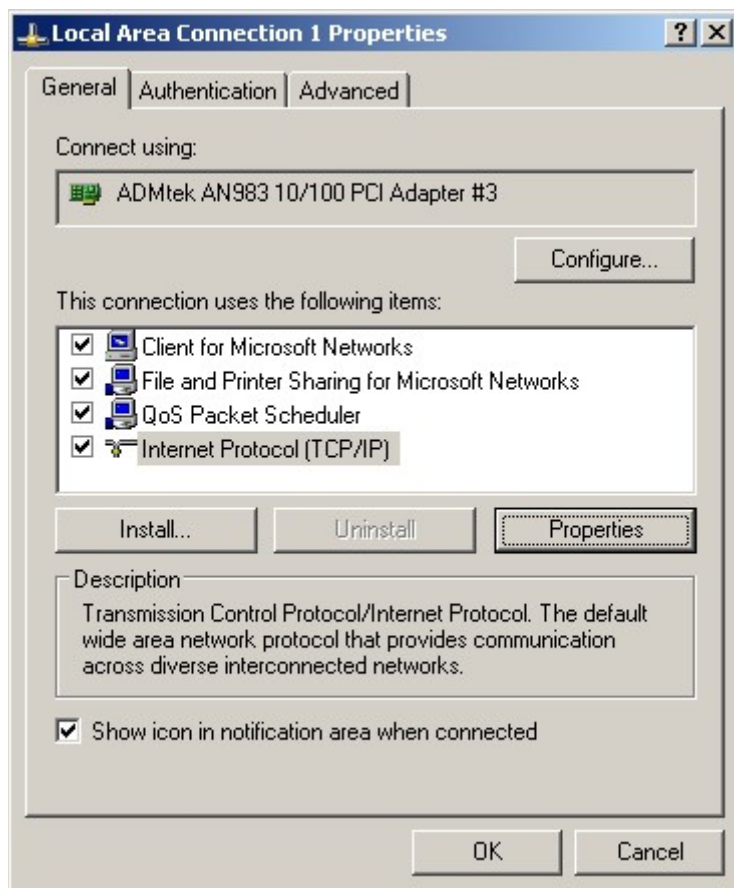 Local Area Connection 1 Properties
General Authentication Advanced
Connect using:
ADMtek AN983 10/100 PCI Adapter #3
Configure...
This connection uses the following items:
Client for Microsoft Networks
File and Printer Sharing for Microsoft Networks
QoS Packet Scheduler
Internet Protocol (TCP/IP)
Install... Uninstall Properties
Description
Transmission Control Protocol/Internet Protocol. The default
wide area network protocol that provides communication
across diverse interconnected networks.
Show icon in notification area when connected
OK Cancel